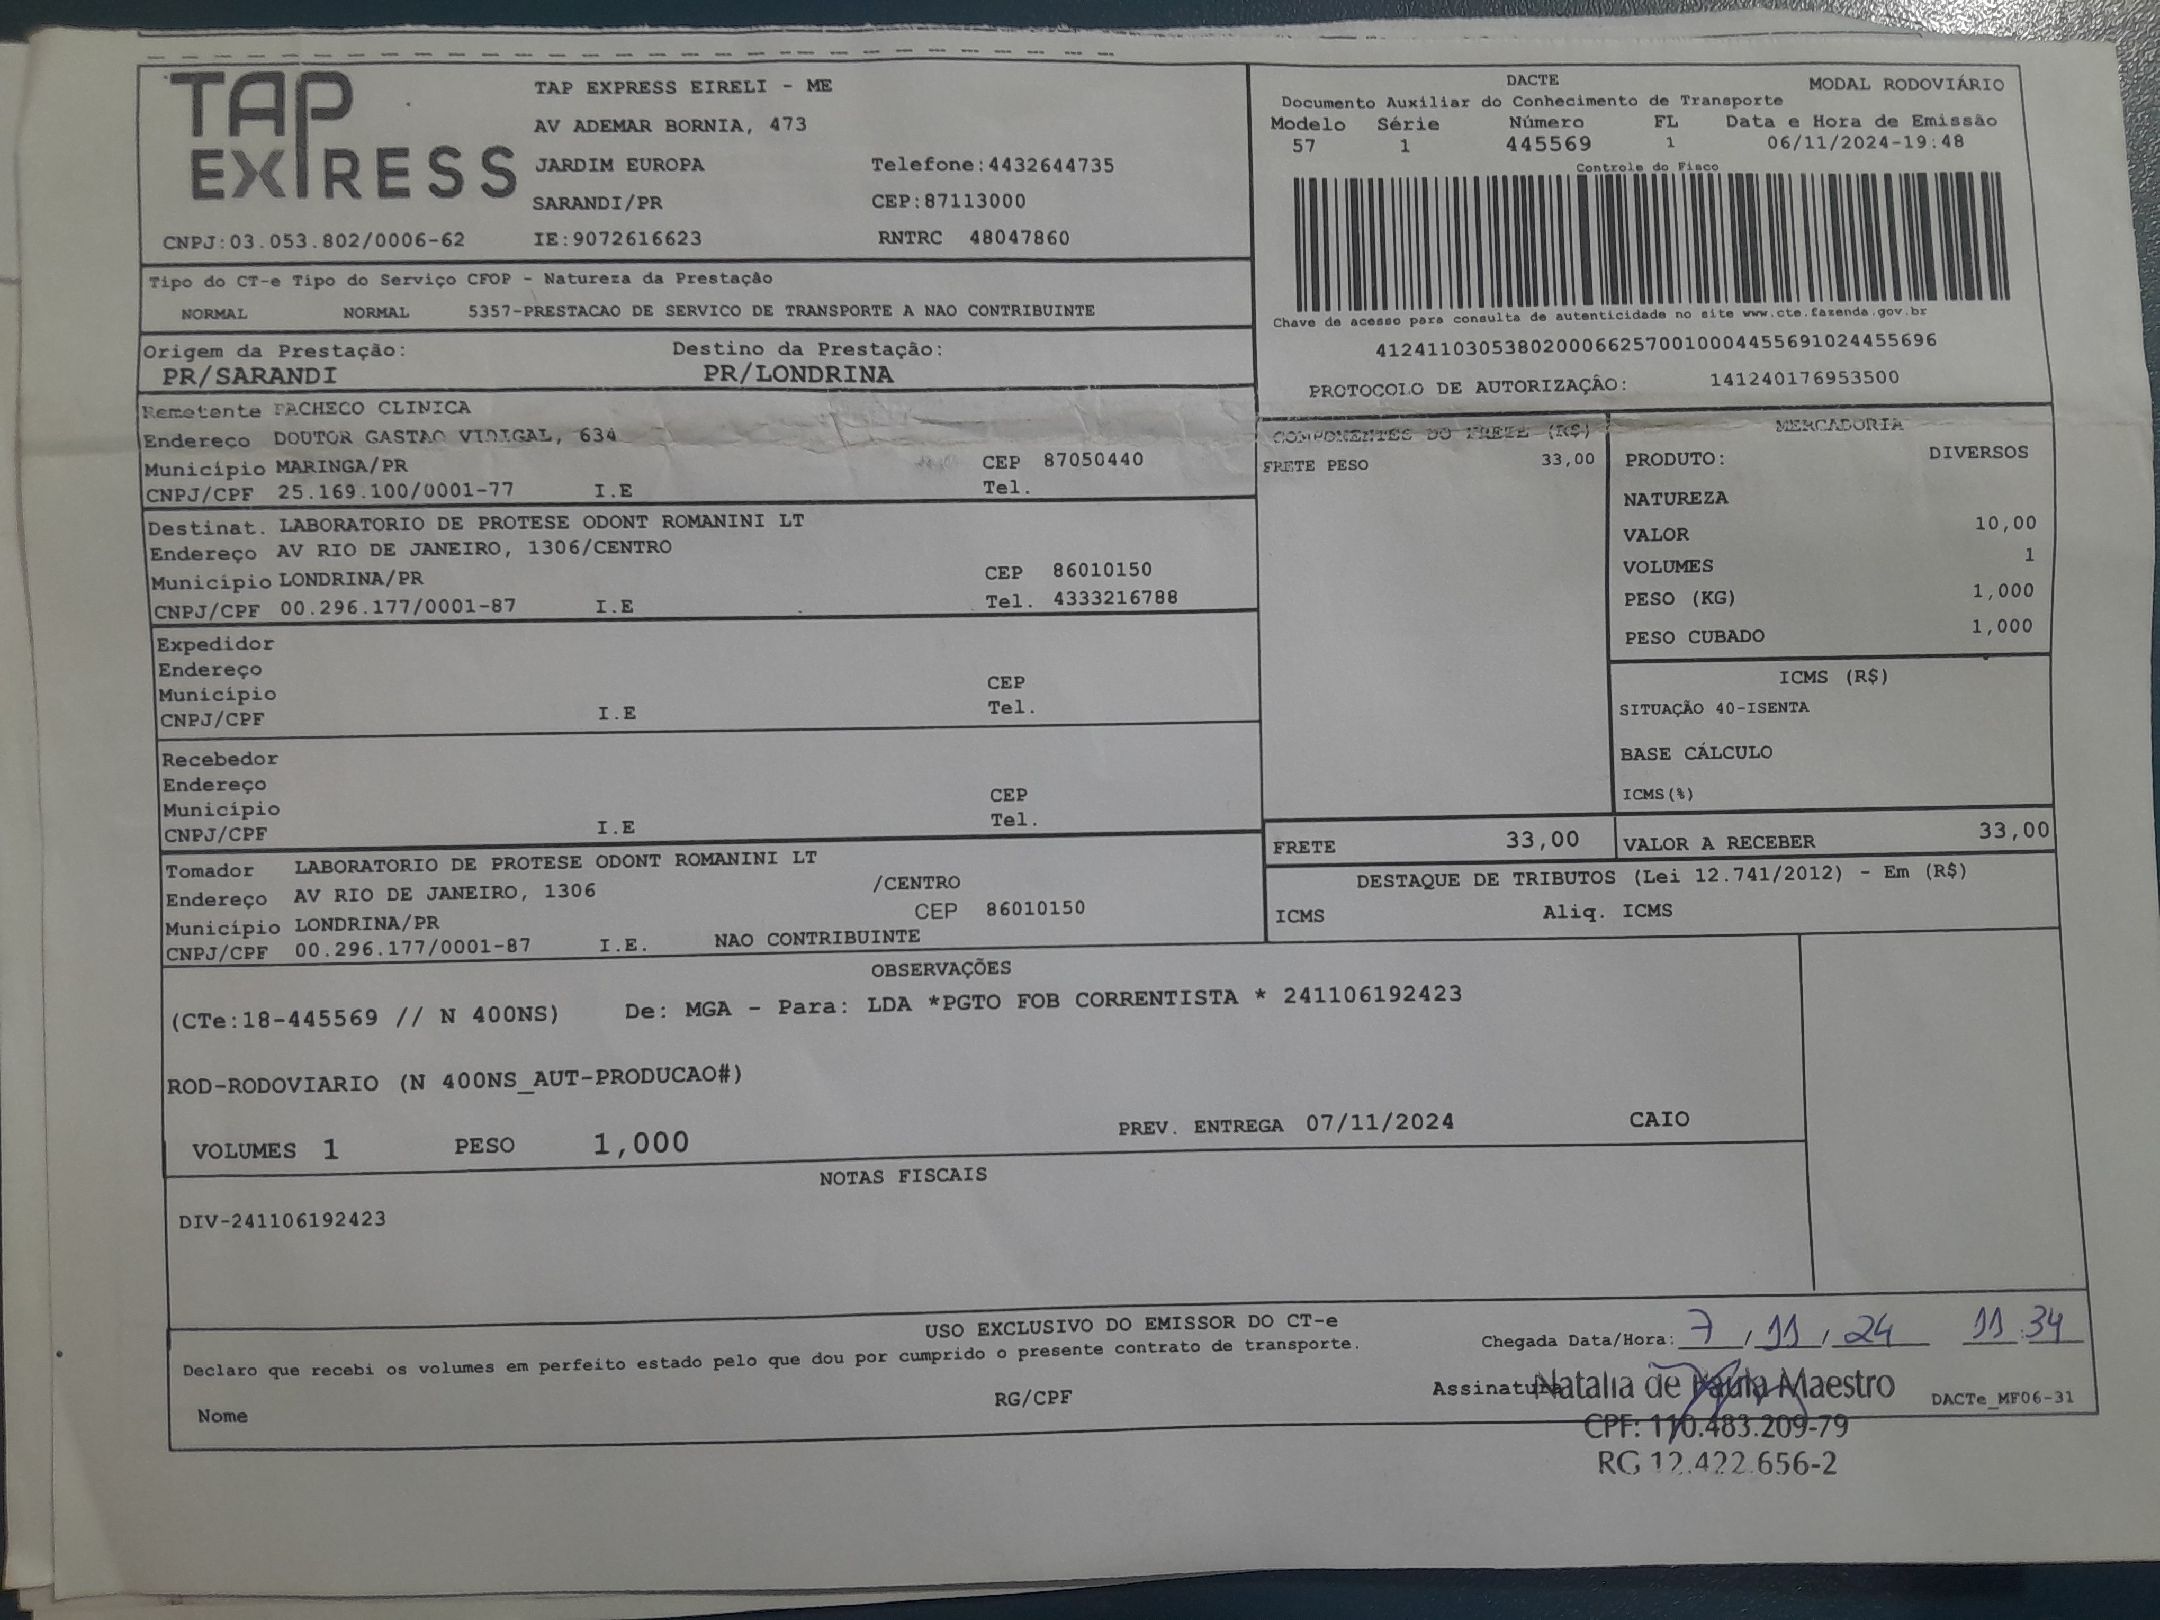 TAP EXPRESS
TAP EXPRESS EIRELI - ME
AV ADEMAR BORNIA, 473
JARDIM EUROPA Telefone:4432644735
SARANDI/PR CEP:87113000
CNPJ:03.053.802/0006-62 IE:9072616623 RNTRC 48047860
DACTE MODAL RODOVIÁRIO
Documento Auxiliar do Conhecimento de Transporte
Modelo Série Número FL Data e Hora de Emissão
57 1 445569 1 06/11/2024-19:48
Controle do Fisco
Chave de acesso para consulta de autenticidade no site www.cte.fazenda.gov.br
41241103053802000662570010004455691024455696
PROTOCOLO DE AUTORIZAÇÃO: 141240176953500
Tipo do CT-e Tipo do Serviço CFOP - Natureza da Prestação
NORMAL NORMAL 5357-PRESTACAO DE SERVICO DE TRANSPORTE A NAO CONTRIBUINTE
Origem da Prestação: Destino da Prestação:
PR/SARANDI PR/LONDRINA
Remetente PACHECO CLINICA
Endereço DOUTOR GASTAO VIDIGAL, 634
Município MARINGA/PR CEP 87050440
CNPJ/CPF 25.169.100/0001-77 I.E Tel.
Destinat. LABORATORIO DE PROTESE ODONT ROMANINI LT
Endereço AV RIO DE JANEIRO, 1306/CENTRO
Município LONDRINA/PR CEP 86010150
CNPJ/CPF 00.296.177/0001-87 I.E Tel. 4333216788
Expedidor
Endereço
Município CEP
CNPJ/CPF I.E Tel.
Recebedor
Endereço
Município CEP
CNPJ/CPF I.E Tel.
Tomador LABORATORIO DE PROTESE ODONT ROMANINI LT
Endereço AV RIO DE JANEIRO, 1306 /CENTRO
Município LONDRINA/PR CEP 86010150
CNPJ/CPF 00.296.177/0001-87 I.E. NAO CONTRIBUINTE
COMPONENTES DO FRETE (R$)
FRETE PESO 33,00
MERCADORIA
PRODUTO: DIVERSOS
NATUREZA
VALOR 10,00
VOLUMES 1
PESO (KG) 1,000
PESO CUBADO 1,000
ICMS (R$)
SITUAÇÃO 40-ISENTA
BASE CÁLCULO
ICMS(%)
FRETE 33,00 VALOR A RECEBER 33,00
DESTAQUE DE TRIBUTOS (Lei 12.741/2012) - Em (R$)
ICMS Aliq. ICMS
OBSERVAÇÕES
(CTe:18-445569 // N 400NS) De: MGA - Para: LDA *PGTO FOB CORRENTISTA * 241106192423
ROD-RODOVIARIO (N 400NS_AUT-PRODUCAO#)
VOLUMES 1 PESO 1,000 PREV. ENTREGA 07/11/2024 CAIO
NOTAS FISCAIS
DIV-241106192423
USO EXCLUSIVO DO EMISSOR DO CT-e
Declaro que recebi os volumes em perfeito estado pelo que dou por cumprido o presente contrato de transporte.
Nome RG/CPF
Chegada Data/Hora: 7/11/24 11:34
Assinatura Natalia de Paula Maestro DACTe_MF06-31
CPF: 110.483.209-79
RG 12.422.656-2